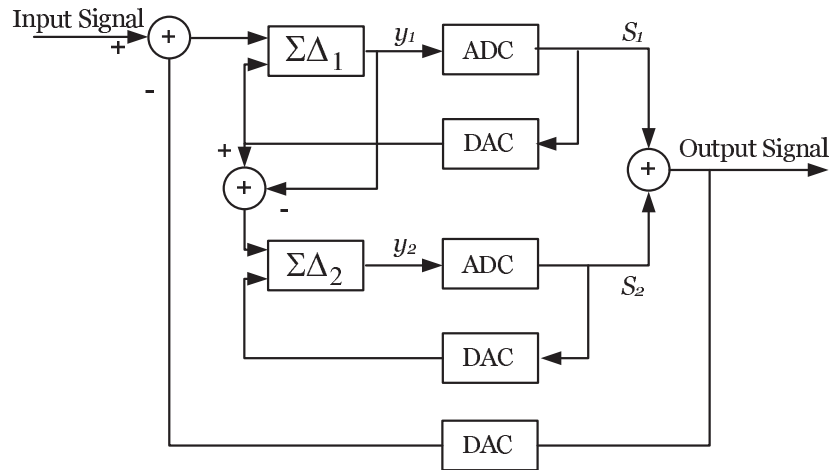 Input Signal
+
+
-
ΣΔ1
y1
ADC
S1
DAC
+
+
-
+
Output Signal
ΣΔ2
y2
ADC
S2
DAC
DAC